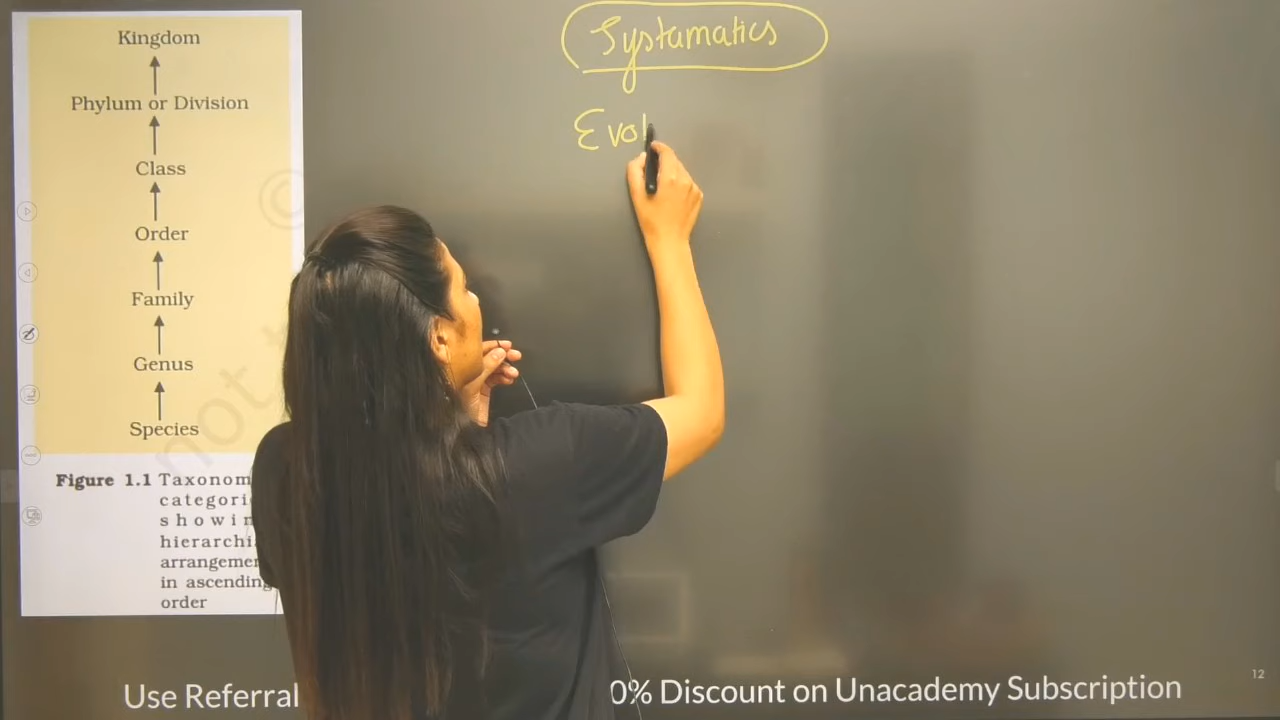 Kingdom
Phylum or Division
Class
Order
Family
Genus
Species
Figure 1.1 Taxonom
categori
showin
hierarchi
arrangemen
in ascending
order
Systamatics
Evol
not
©
Use Referral 0% Discount on Unacademy Subscription
12